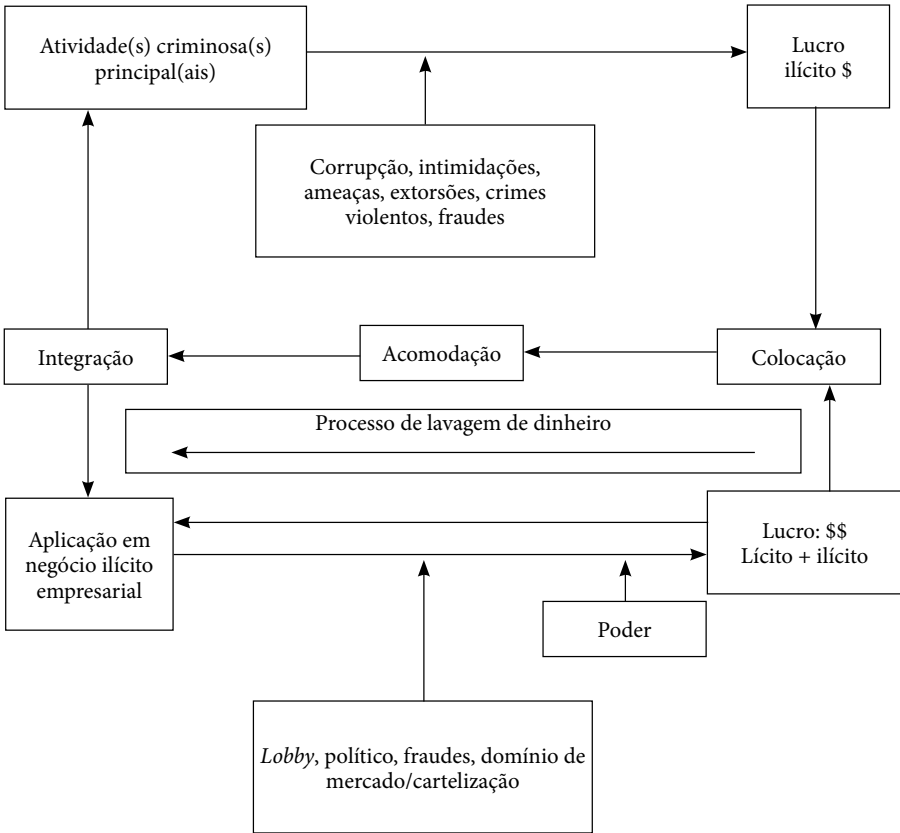 Atividade(s) criminosa(s)
principal(ais)
Lucro
ilícito $
Corrupção, intimidações,
ameaças, extorsões, crimes
violentos, fraudes
Integração
Acomodação
Colocação
Processo de lavagem de dinheiro
Aplicação em
negócio ilícito
empresarial
Lucro: $$
Lícito + ilícito
Poder
Lobby, político, fraudes, domínio de
mercado/cartelização